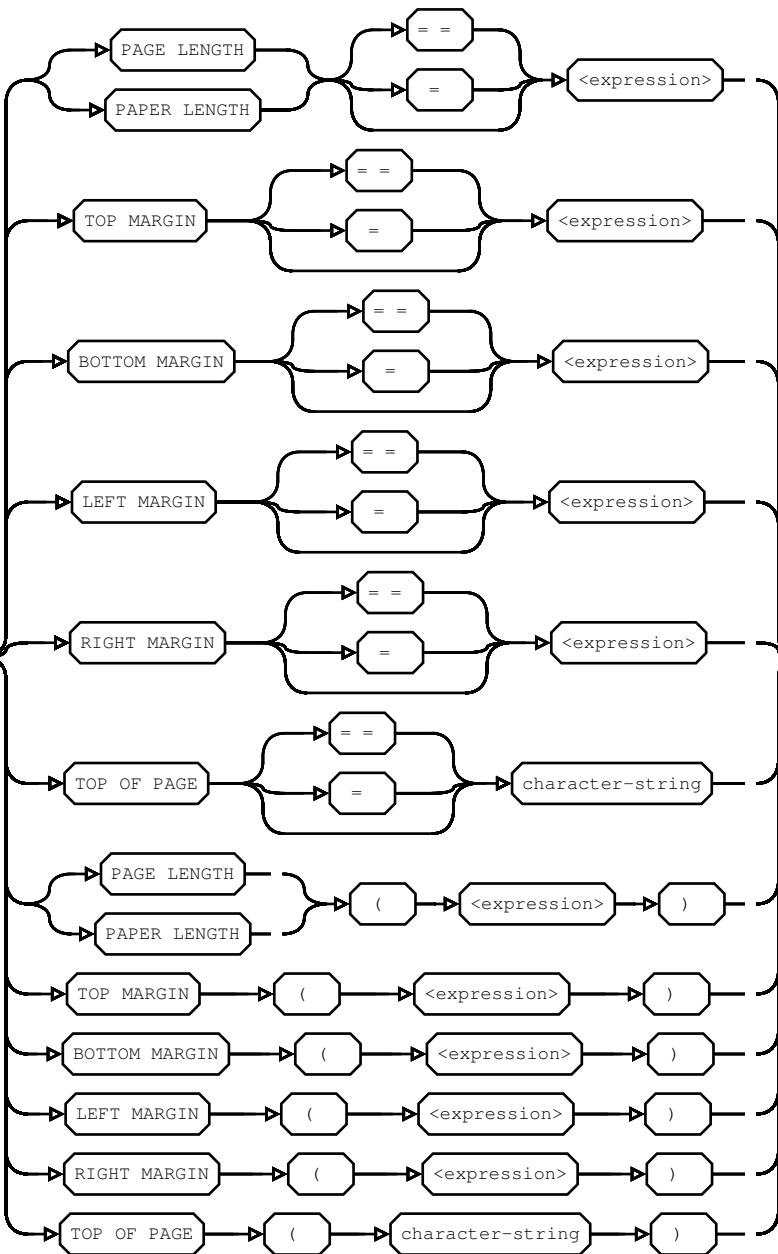 = =
PAGE LENGTH
<expression>
=
PAPER LENGTH
= =
TOP MARGIN
<expression>
=
= =
BOTTOM MARGIN
<expression>
=
= =
LEFT MARGIN
<expression>
=
= =
RIGHT MARGIN
<expression>
=
= =
TOP OF PAGE
character-string
=
PAGE LENGTH
( <expression> )
PAPER LENGTH
TOP MARGIN ( <expression> )
BOTTOM MARGIN ( <expression> )
LEFT MARGIN ( <expression> )
RIGHT MARGIN ( <expression> )
TOP OF PAGE ( character-string )